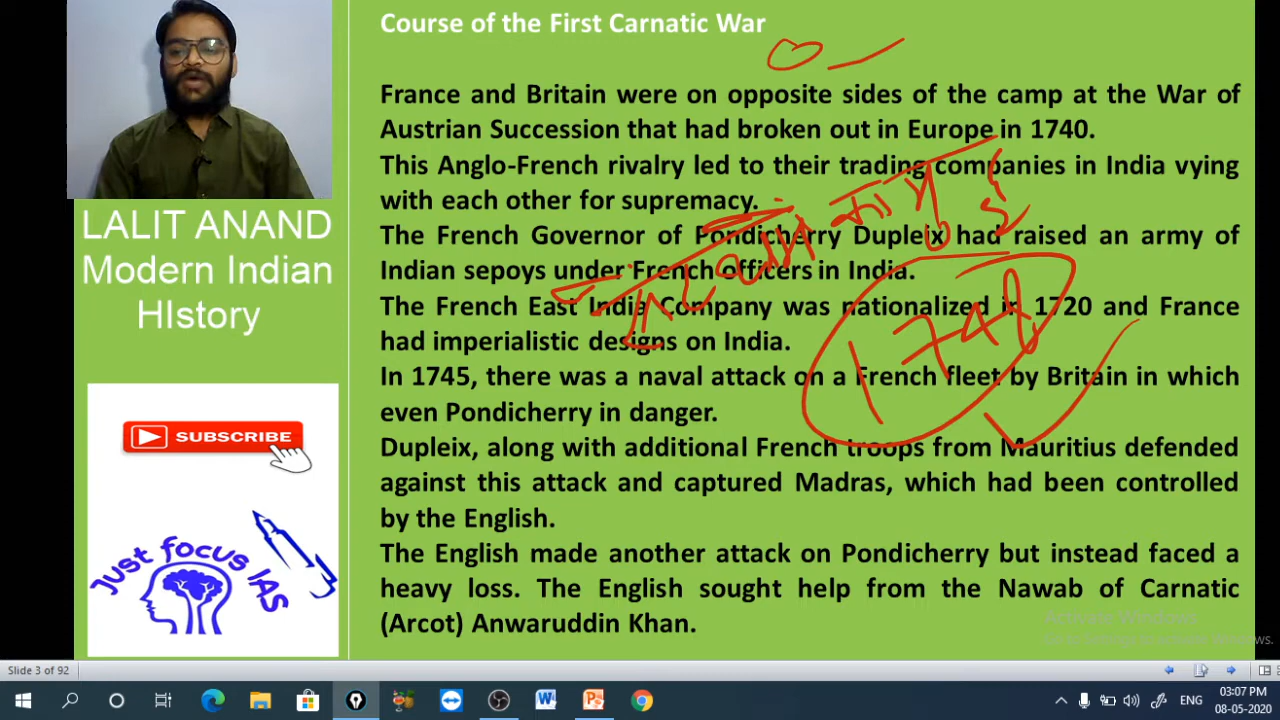 Course of the First Carnatic War
France and Britain were on opposite sides of the camp at the War of
Austrian Succession that had broken out in Europe in 1740.
This Anglo-French rivalry led to their trading companies in India vying
with each other for supremacy.
The French Governor of Pondicherry Dupleix had raised an army of
Indian sepoys under French officers in India.
The French East India Company was nationalized in 1720 and France
had imperialistic designs on India.
In 1745, there was a naval attack on a French fleet by Britain in which
even Pondicherry in danger.
Dupleix, along with additional French troops from Mauritius defended
against this attack and captured Madras, which had been controlled
by the English.
The English made another attack on Pondicherry but instead faced a
heavy loss. The English sought help from the Nawab of Carnatic
(Arcot) Anwaruddin Khan.
1748
LALIT ANAND
Modern Indian
HIstory
SUBSCRIBE
Just focus IAS
Activate Windows
Slide 3 of 92
ENG
03:07 PM
08-05-2020